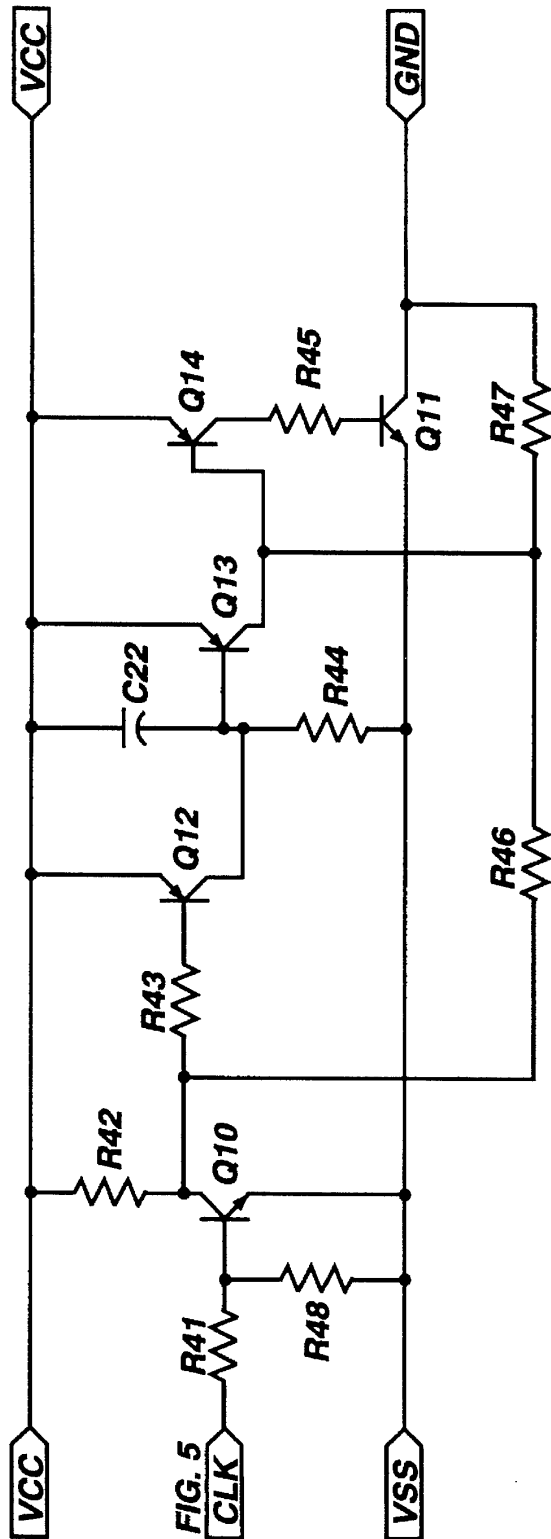 VCC
VCC
Q14
R45
Q13
C22
Q12
R42
R43
Q10
R44
Q11
GND
R41
R48
R46
R47
FIG. 5
CLK
VSS